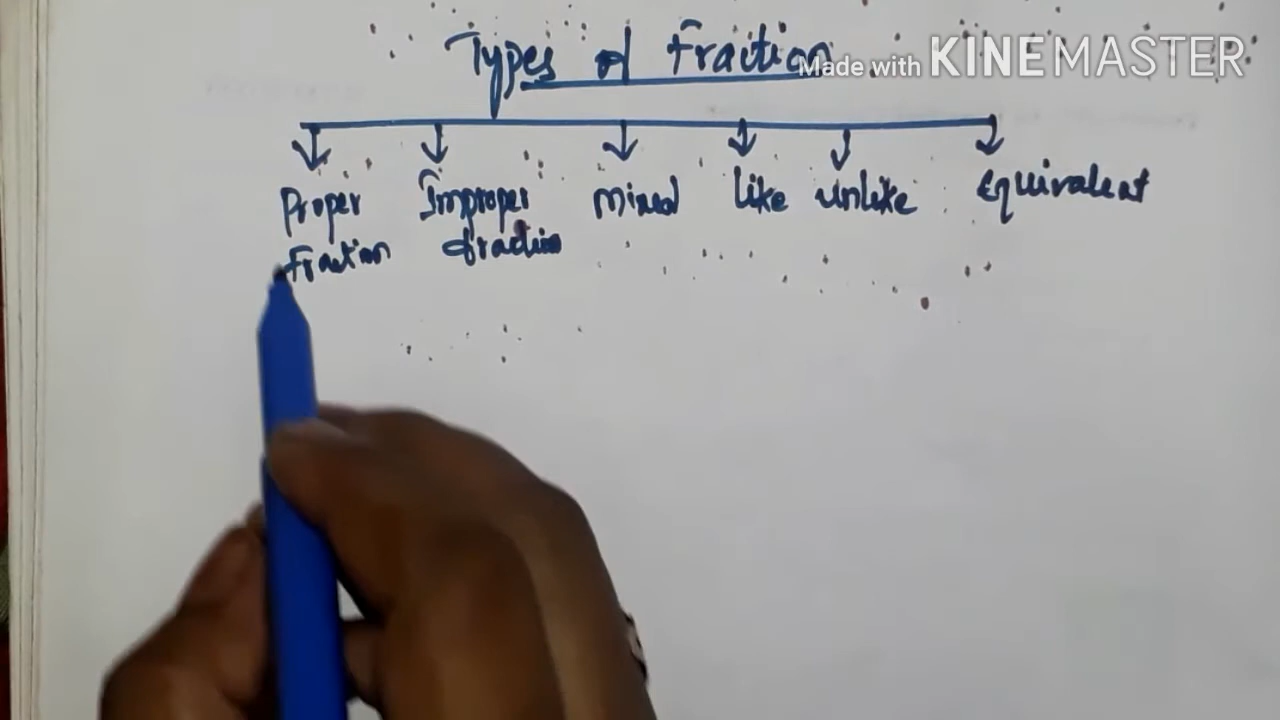 Types of Fraction
Made with KINEMASTER
Proper Improper Mixed like unlike Equivalent
Fraction fraction